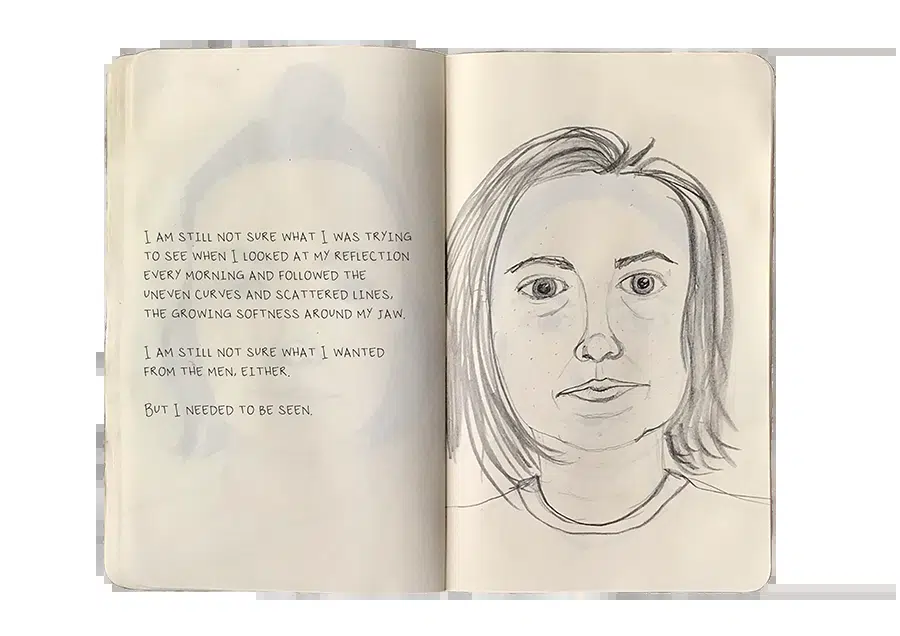 I AM STILL NOT SURE WHAT I WAS TRYING
TO SEE WHEN I LOOKED AT MY REFLECTION
EVERY MORNING AND FOLLOWED THE
UNEVEN CURVES AND SCATTERED LINES,
THE GROWING SOFTNESS AROUND MY JAW.
I AM STILL NOT SURE WHAT I WANTED
FROM THE MEN, EITHER.
BUT I NEEDED TO BE SEEN.